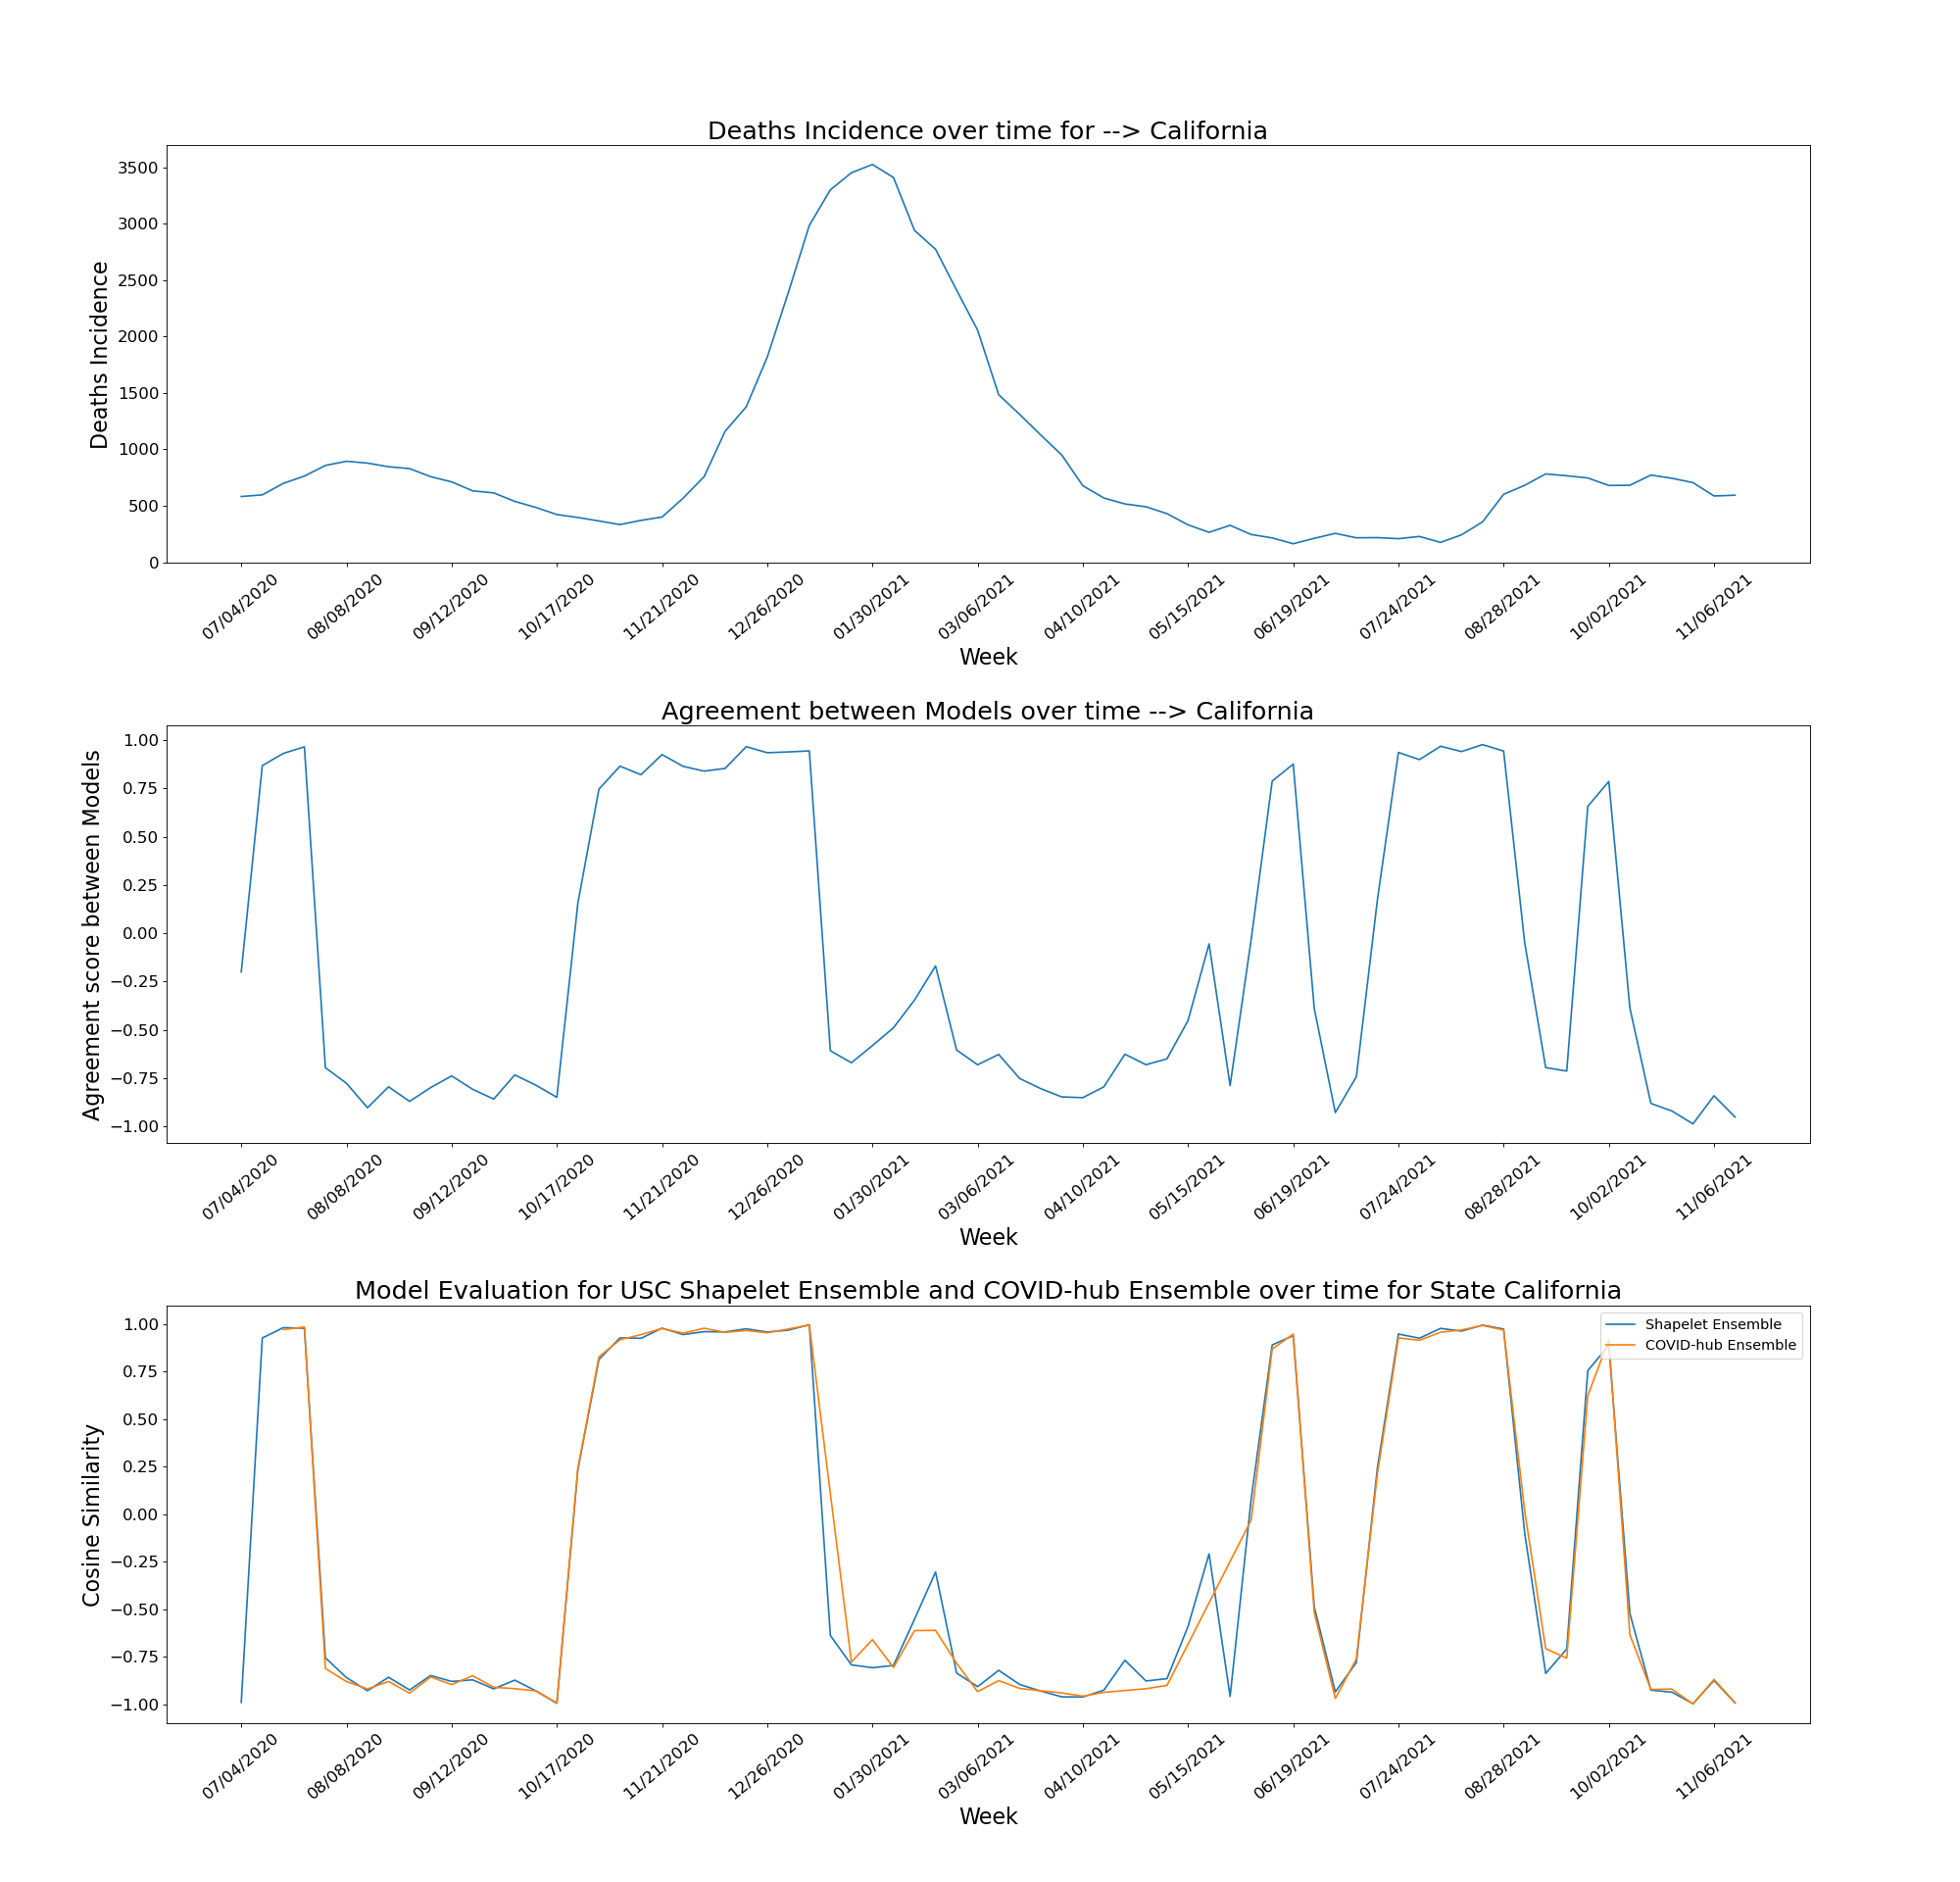 Deaths Incidence over time for --> California
Deaths Incidence
3500
3000
2500
2000
1500
1000
500
0
07/04/2020 08/08/2020 09/12/2020 10/17/2020 11/21/2020 12/26/2020 01/30/2021 03/06/2021 04/10/2021 05/15/2021 06/19/2021 07/24/2021 08/28/2021 10/02/2021 11/06/2021
Week
Agreement between Models over time --> California
Agreement score between Models
1.00
0.75
0.50
0.25
0.00
−0.25
−0.50
−0.75
−1.00
07/04/2020 08/08/2020 09/12/2020 10/17/2020 11/21/2020 12/26/2020 01/30/2021 03/06/2021 04/10/2021 05/15/2021 06/19/2021 07/24/2021 08/28/2021 10/02/2021 11/06/2021
Week
Model Evaluation for USC Shapelet Ensemble and COVID-hub Ensemble over time for State California
Shapelet Ensemble
COVID-hub Ensemble
Cosine Similarity
1.00
0.75
0.50
0.25
0.00
−0.25
−0.50
−0.75
−1.00
07/04/2020 08/08/2020 09/12/2020 10/17/2020 11/21/2020 12/26/2020 01/30/2021 03/06/2021 04/10/2021 05/15/2021 06/19/2021 07/24/2021 08/28/2021 10/02/2021 11/06/2021
Week